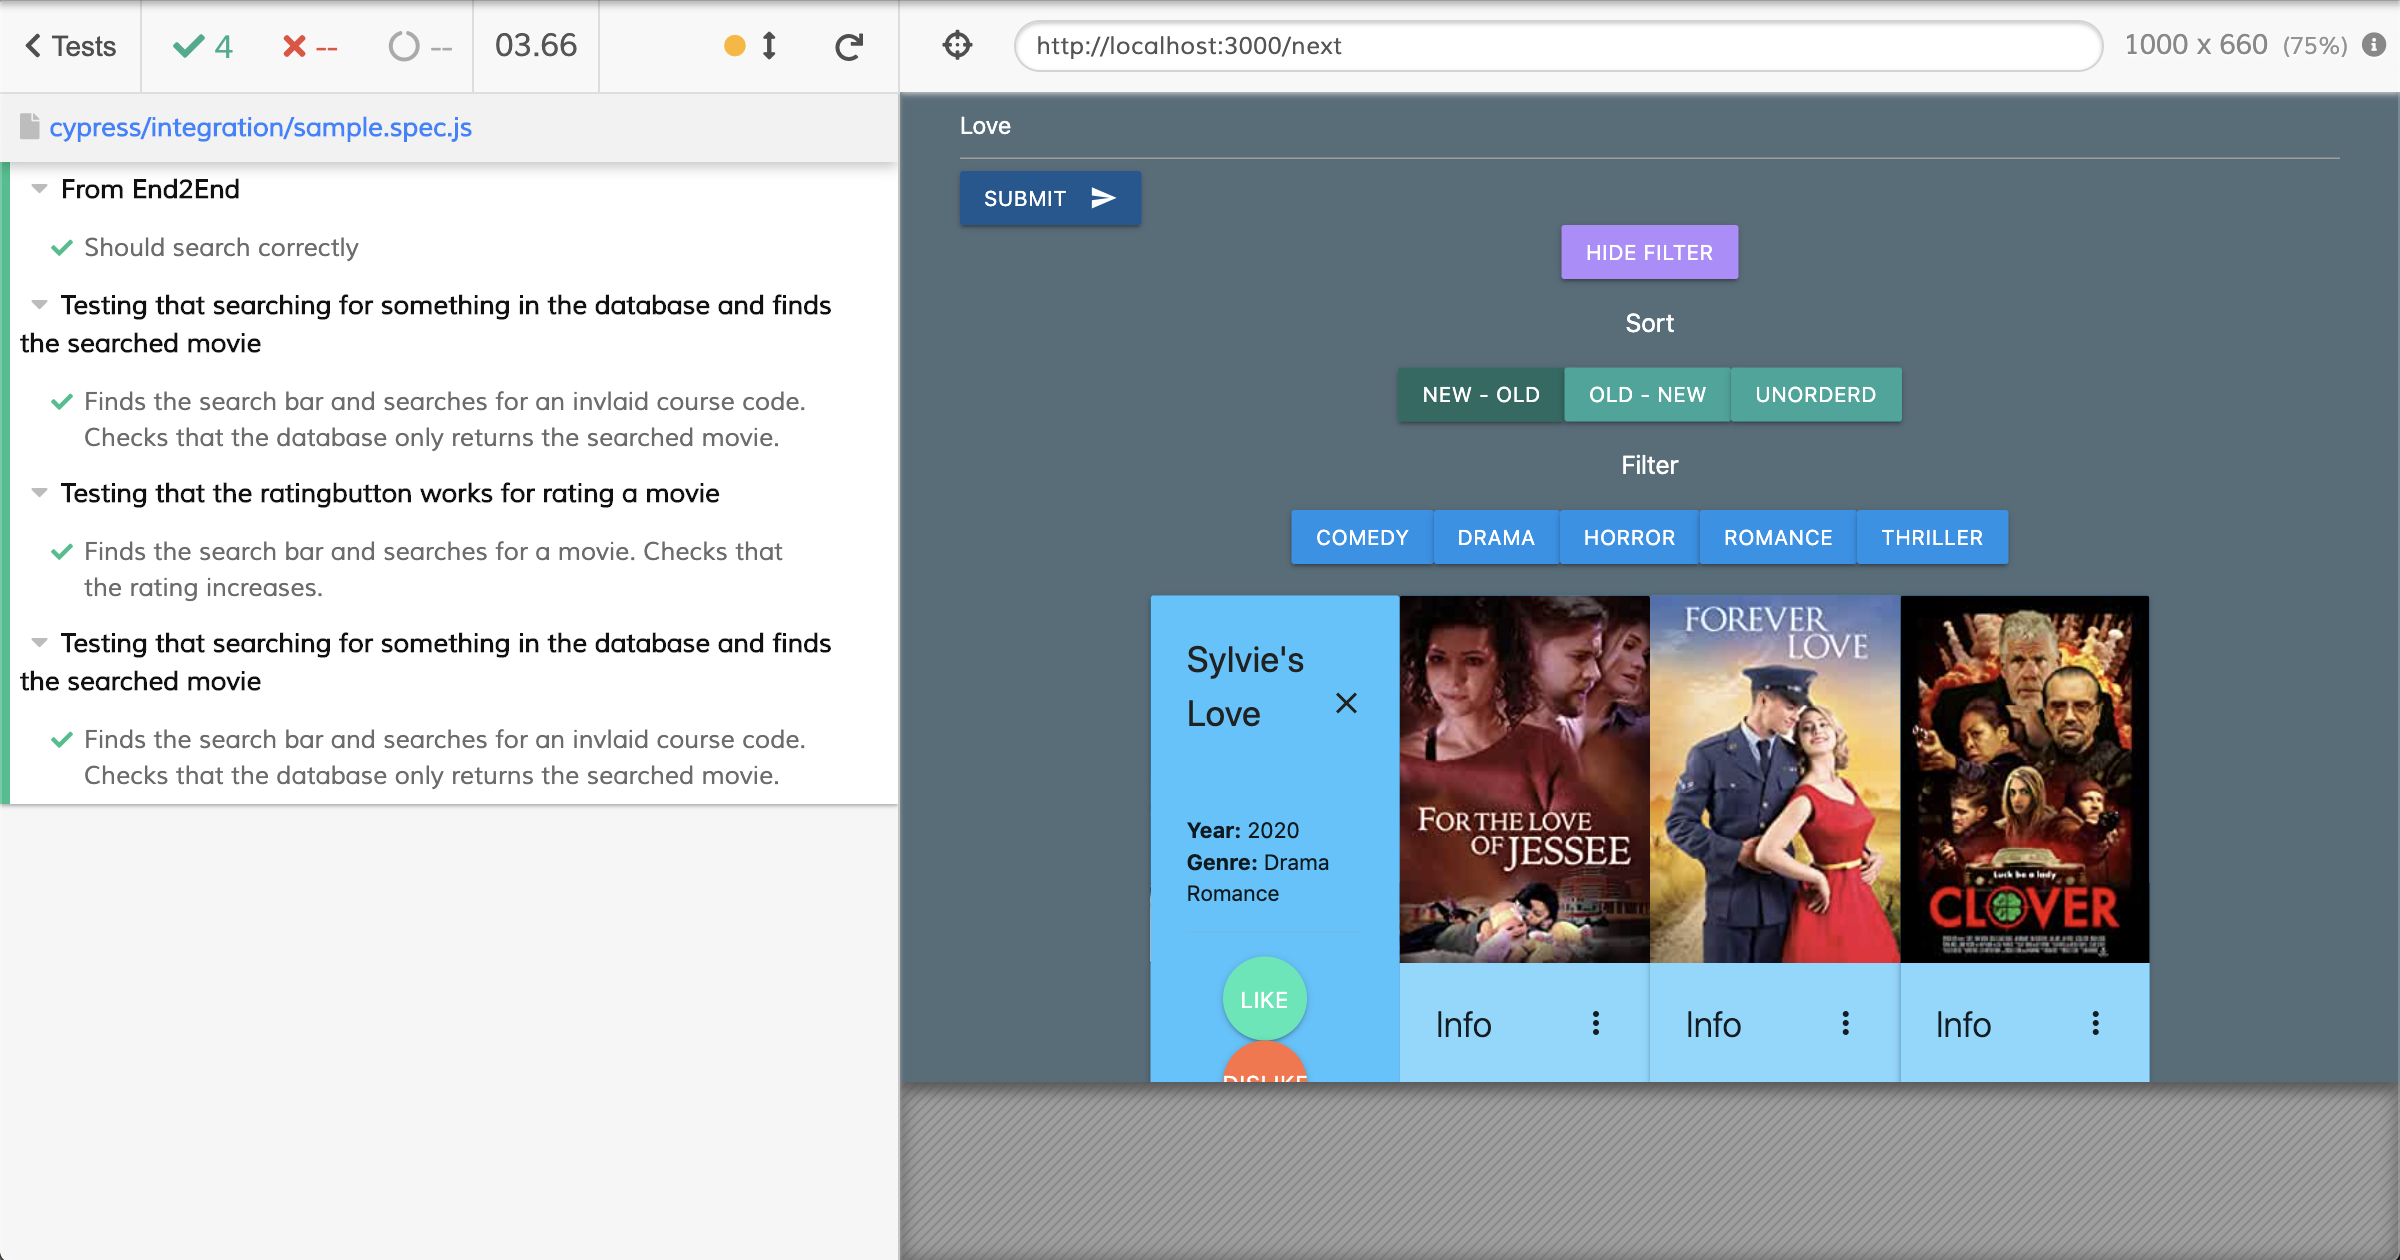 Tests
4
--
--
03.66
http://localhost:3000/next
1000 x 660 (75%)
cypress/integration/sample.spec.js
From End2End
Should search correctly
Testing that searching for something in the database and finds
the searched movie
Finds the search bar and searches for an invlaid course code.
Checks that the database only returns the searched movie.
Testing that the ratingbutton works for rating a movie
Finds the search bar and searches for a movie. Checks that
the rating increases.
Testing that searching for something in the database and finds
the searched movie
Finds the search bar and searches for an invlaid course code.
Checks that the database only returns the searched movie.
Love
SUBMIT
HIDE FILTER
Sort
NEW - OLD
OLD - NEW
UNORDERD
Filter
COMEDY
DRAMA
HORROR
ROMANCE
THRILLER
Sylvie's
Love
Year: 2020
Genre: Drama
Romance
LIKE
DISLIKE
FOR THE LOVE
OF JESSEE
Info
FOREVER
LOVE
Info
Luck be a lady
CLOVER
Info